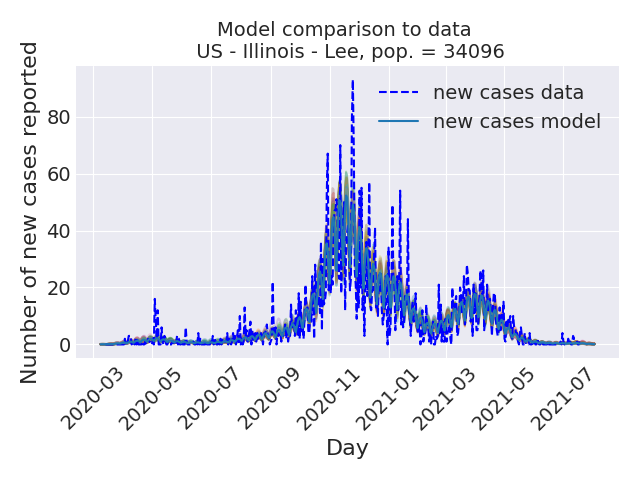 Model comparison to data
US - Illinois - Lee, pop. = 34096
new cases data
new cases model
Number of new cases reported
80
60
40
20
0
2020-03
2020-05
2020-07
2020-09
2020-11
2021-01
2021-03
2021-05
2021-07
Day